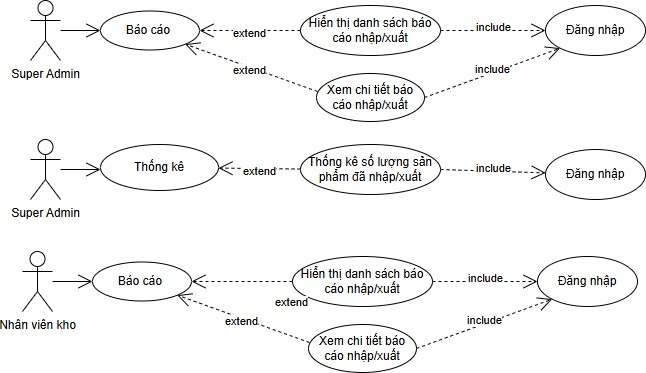 Báo cáo
extend
Hiển thị danh sách báo
cáo nhập/xuất
include
Đăng nhập
Super Admin
extend
Xem chi tiết báo
cáo nhập/xuất
include
Thống kê
extend
Thống kê số lượng sản
phẩm đã nhập/xuất
include
Đăng nhập
Super Admin
Báo cáo
extend
Hiển thị danh sách báo
cáo nhập/xuất
include
Đăng nhập
Nhân viên kho
extend
Xem chi tiết báo
cáo nhập/xuất
include